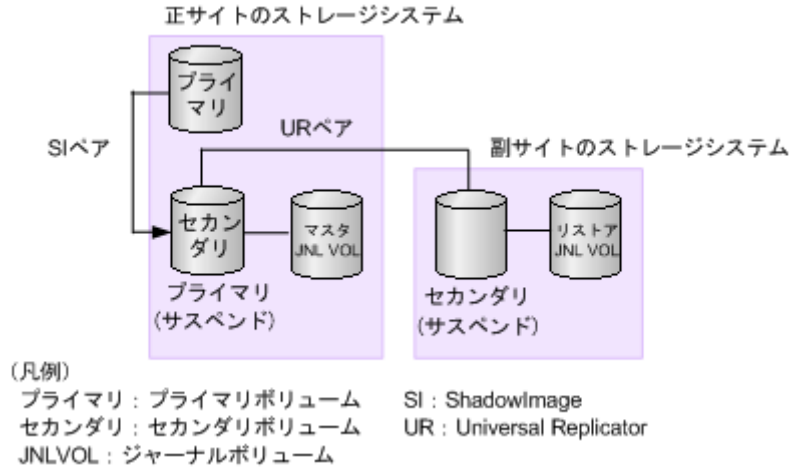 正サイトのストレージシステム
プライ
マリ
SIペア
URペア
副サイトのストレージシステム
セカン
ダリ
マスタ
JNL VOL
リストア
JNL VOL
プライマリ
(サスペンド)
セカンダリ
(サスペンド)
(凡例)
プライマリ：プライマリボリューム
SI：ShadowImage
セカンダリ：セカンダリボリューム
UR：Universal Replicator
JNLVOL：ジャーナルボリューム